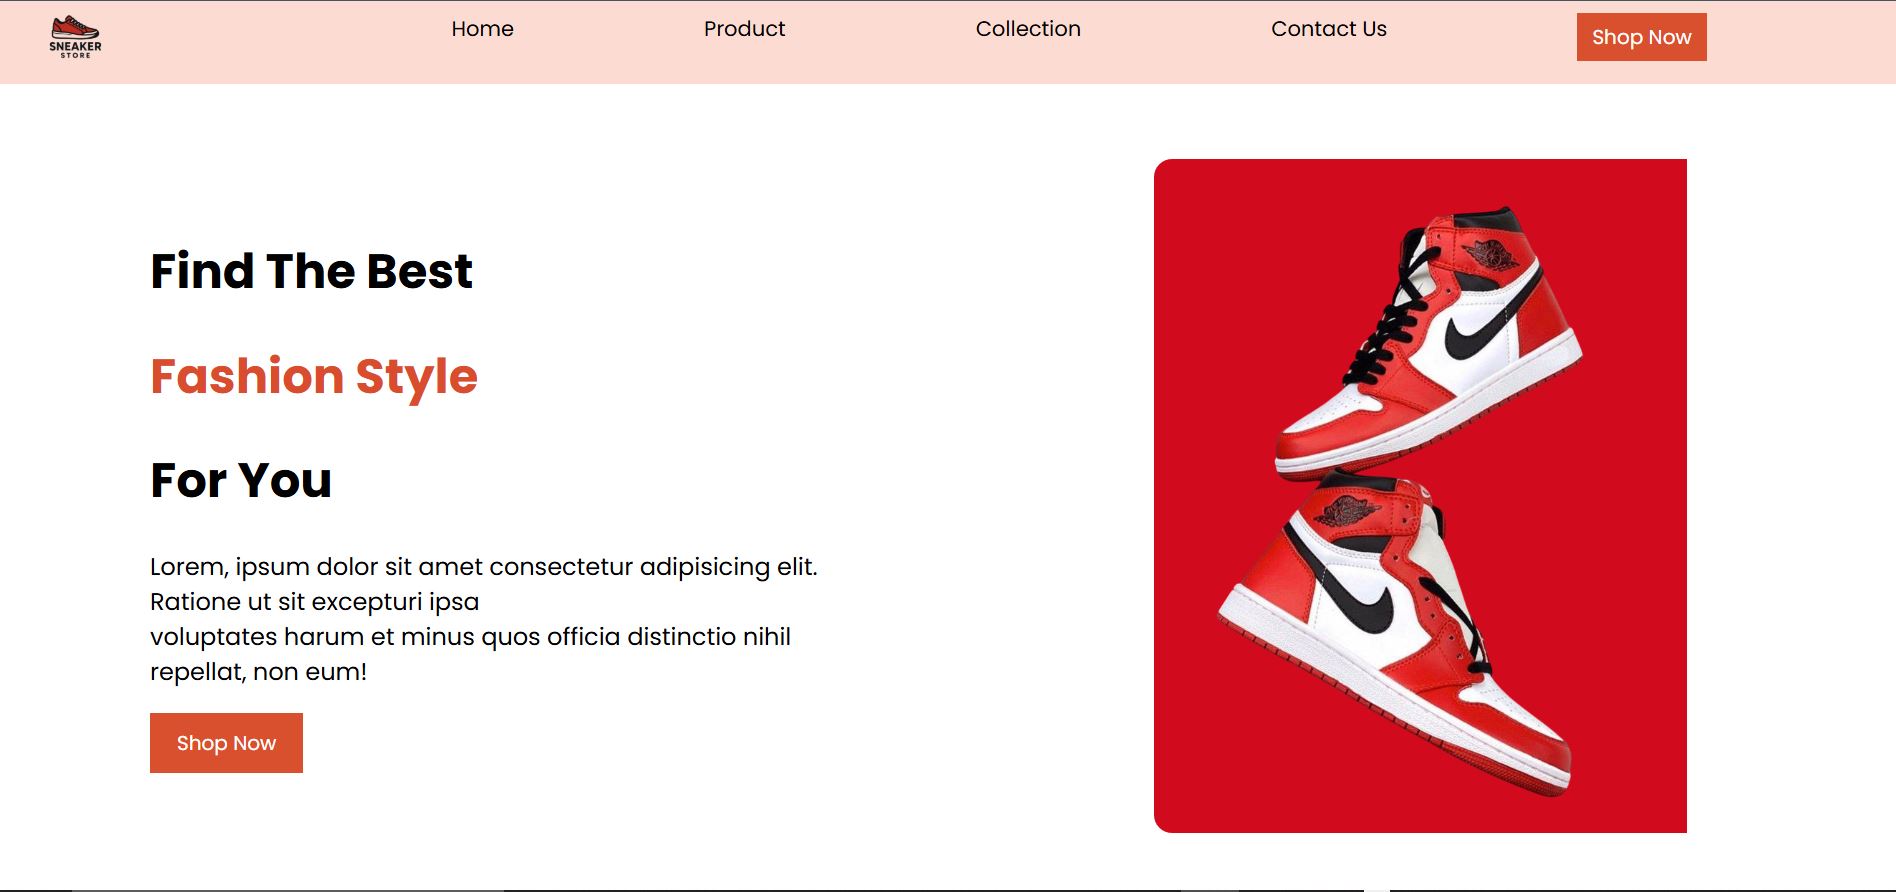 SNEAKER
STORE
Home Product Collection Contact Us Shop Now
Find The Best
Fashion Style
For You
Lorem, ipsum dolor sit amet consectetur adipisicing elit.
Ratione ut sit excepturi ipsa
voluptates harum et minus quos officia distinctio nihil
repellat, non eum!
Shop Now